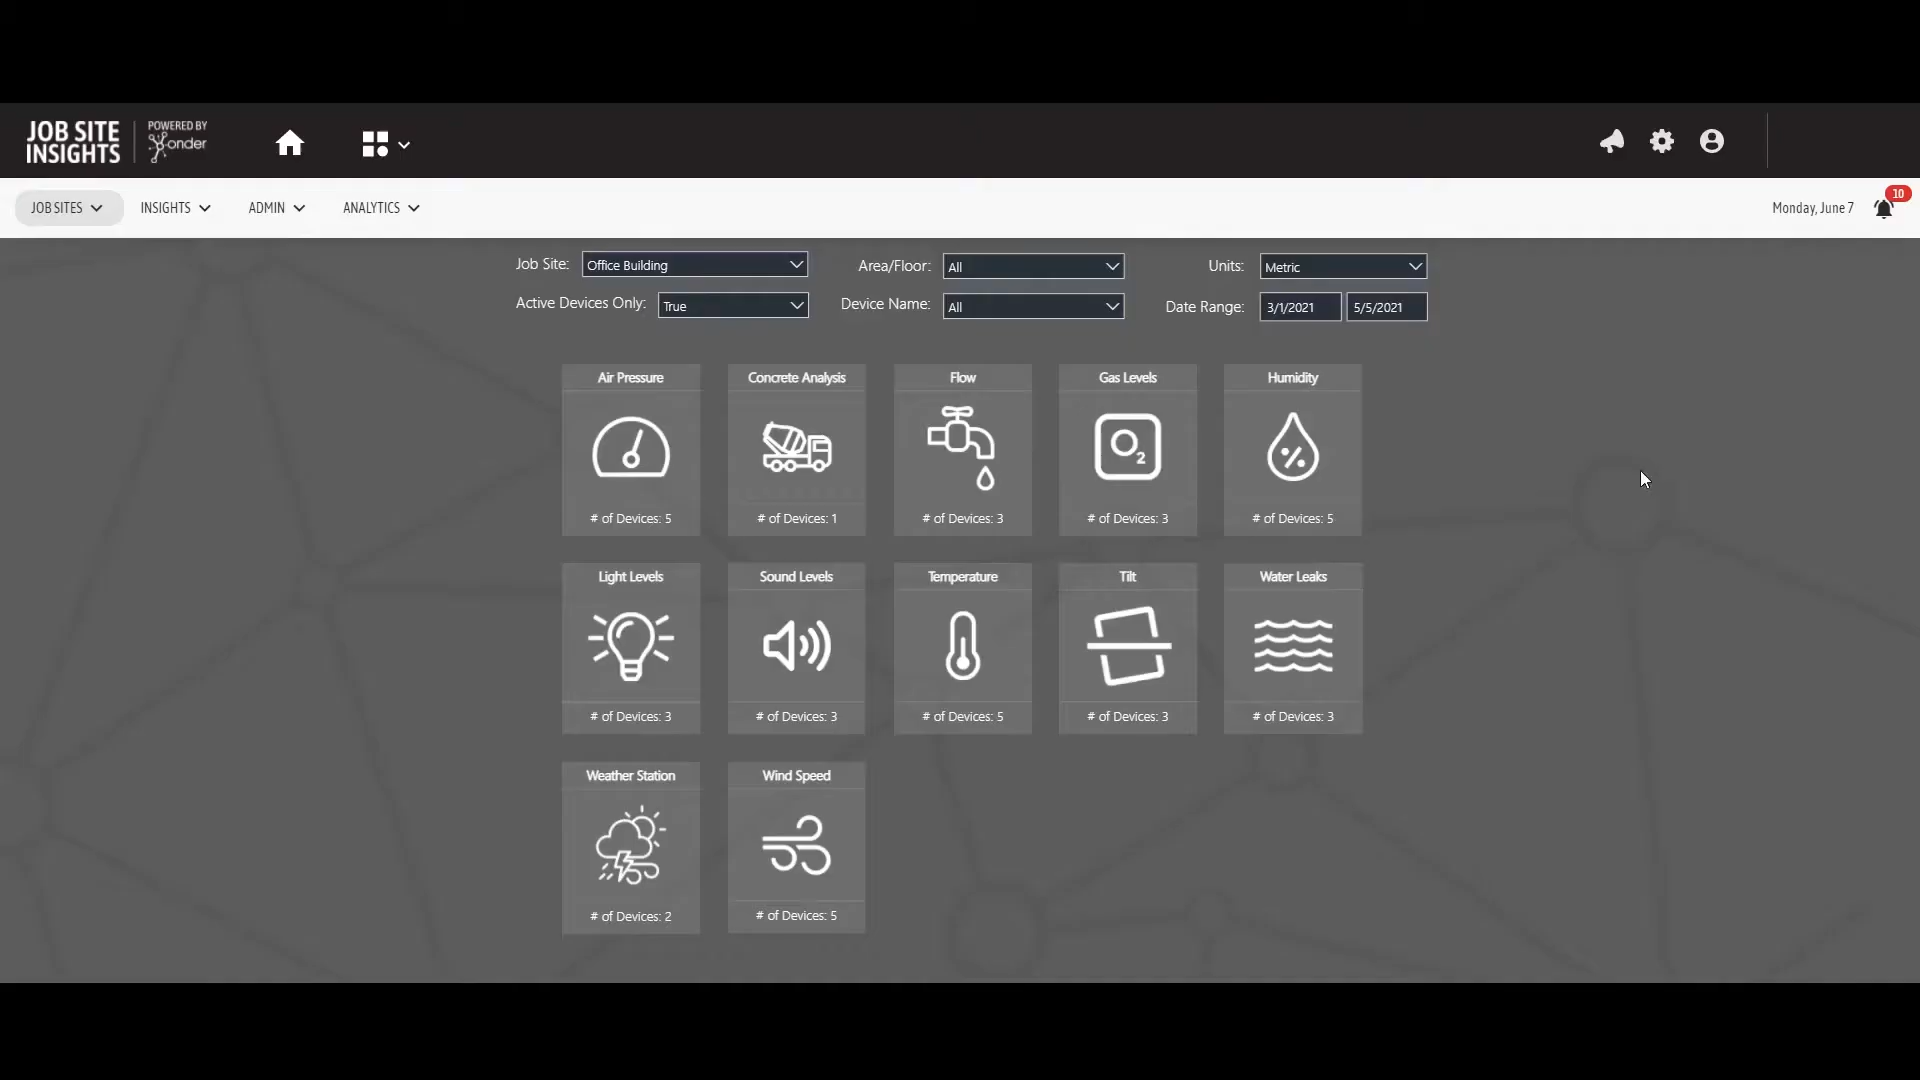 JOB SITE
INSIGHTS
POWERED BY
onder
JOB SITES
INSIGHTS
ADMIN
ANALYTICS
Monday, June 7
10
Job Site:
Office Building
Area/Floor:
All
Units:
Metric
Active Devices Only:
True
Device Name:
All
Date Range:
3/1/2021
5/5/2021
Air Pressure
# of Devices: 5
Concrete Analysis
# of Devices: 1
Flow
# of Devices: 3
Gas Levels
O2
# of Devices: 3
Humidity
%
# of Devices: 5
Light Levels
# of Devices: 3
Sound Levels
# of Devices: 3
Temperature
# of Devices: 5
Tilt
# of Devices: 3
Water Leaks
# of Devices: 3
Weather Station
# of Devices: 2
Wind Speed
# of Devices: 5